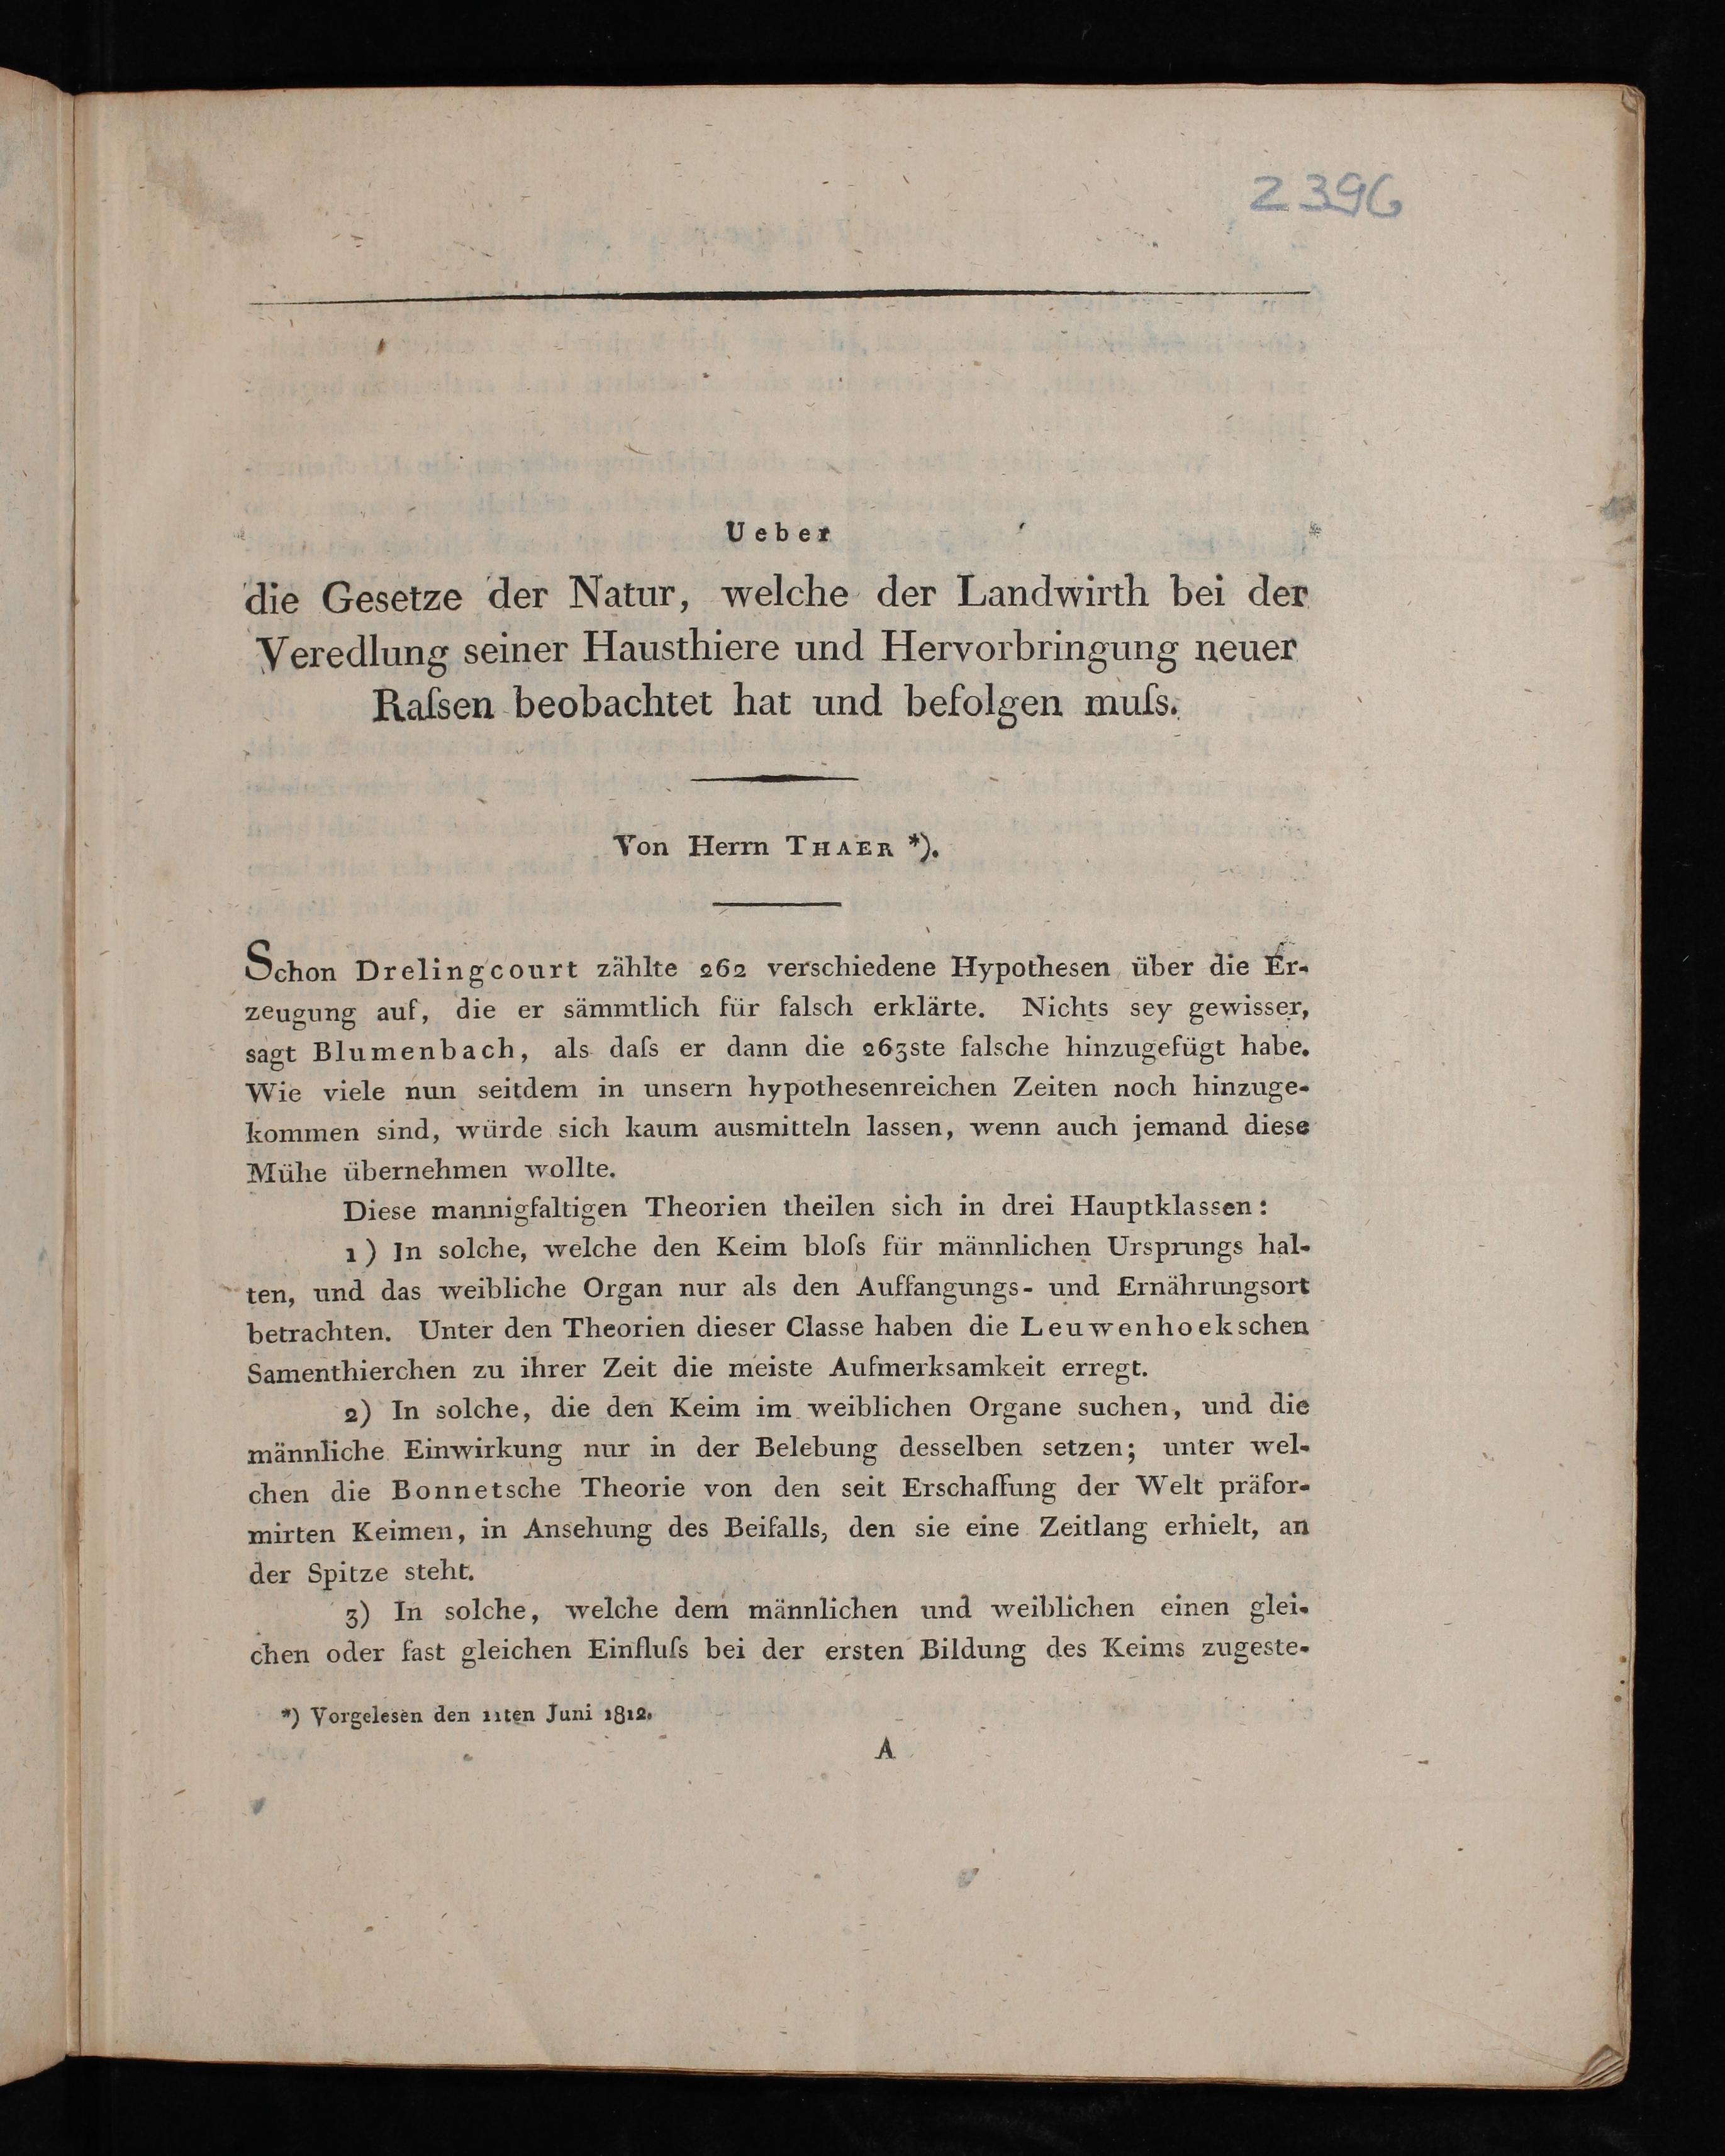 2396
Ueber
die Gesetze der Natur, welche der Landwirth bei der
Veredlung seiner Hausthiere und Hervorbringung neuer
Raſsen beobachtet hat und befolgen muſs.
Von Herrn THAER *).
Schon Drelingcourt zählte 262 verschiedene Hypothesen über die Er-
zeugung auf, die er sämmtlich für falsch erklärte. Nichts sey gewisser,
sagt Blumenbach, als daſs er dann die 263ste falsche hinzugefügt habe.
Wie viele nun seitdem in unsern hypothesenreichen Zeiten noch hinzuge-
kommen sind, würde sich kaum ausmitteln lassen, wenn auch jemand diese
Mühe übernehmen wollte.
Diese mannigfaltigen Theorien theilen sich in drei Hauptklassen:
1) In solche, welche den Keim bloſs für männlichen Ursprungs hal-
ten, und das weibliche Organ nur als den Auffangungs- und Ernährungsort
betrachten. Unter den Theorien dieser Classe haben die Leuwenhoekschen
Samenthierchen zu ihrer Zeit die meiste Aufmerksamkeit erregt.
2) In solche, die den Keim im weiblichen Organe suchen, und die
männliche Einwirkung nur in der Belebung desselben setzen; unter wel-
chen die Bonnetsche Theorie von den seit Erschaffung der Welt präfor-
mirten Keimen, in Ansehung des Beifalls, den sie eine Zeitlang erhielt, an
der Spitze steht.
3) In solche, welche dem männlichen und weiblichen einen glei-
chen oder fast gleichen Einfluſs bei der ersten Bildung des Keims zugeste-
*) Vorgelesen den 11ten Juni 1812.
A